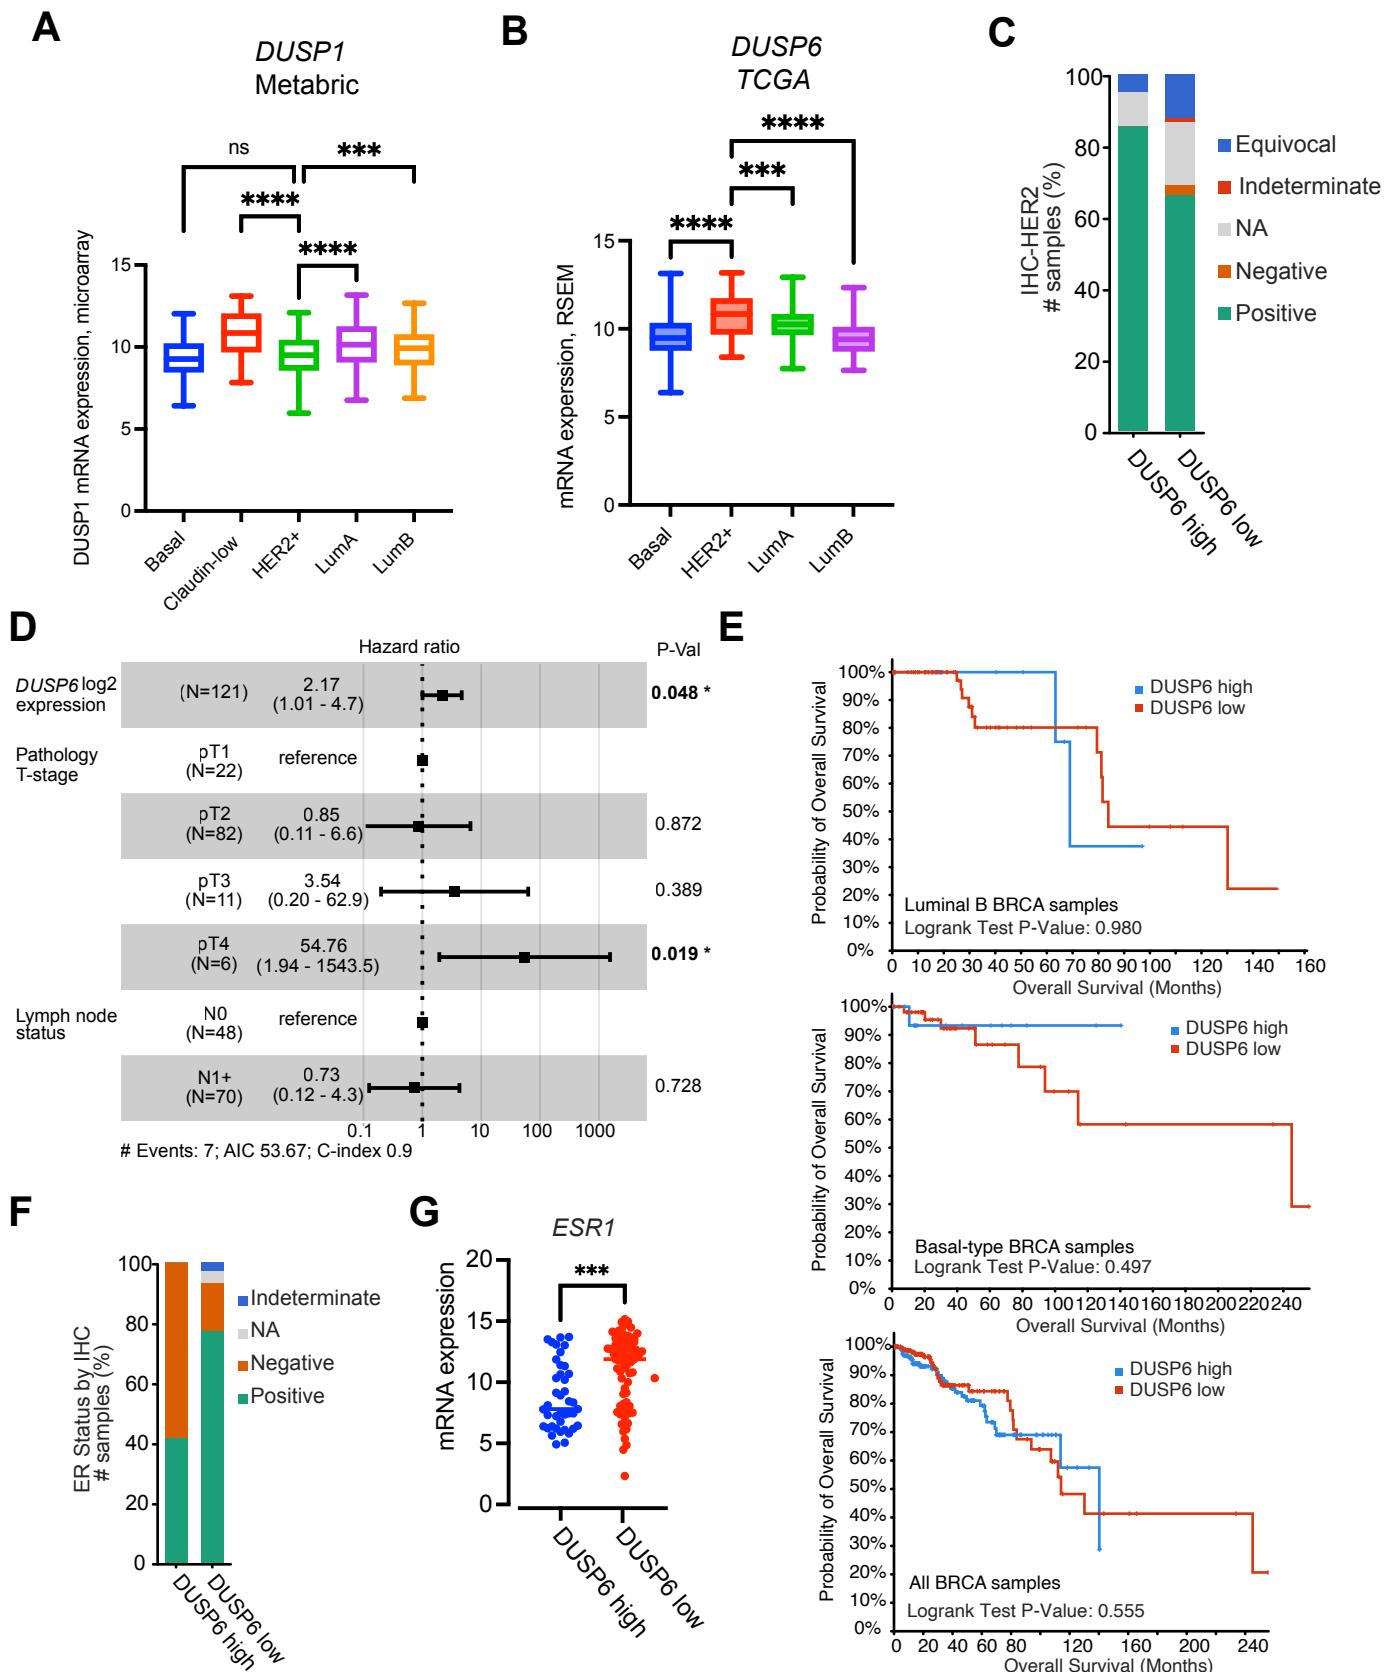 A
DUSP1
Metabric
ns
***
****
****
DUSP1 mRNA expression, microarray
15
10
5
0
Basal
Claudin-low
HER2+
LumA
LumB
B
DUSP6
TCGA
****
***
****
mRNA experssion, RSEM
15
10
5
0
Basal
HER2+
LumA
LumB
C
IHC-HER2
# samples (%)
100
80
60
40
20
0
DUSP6 high
DUSP6 low
Equivocal
Indeterminate
NA
Negative
Positive
D
Hazard ratio
P-Val
DUSP6 log2
expression
(N=121)
2.17
(1.01 - 4.7)
0.048 *
Pathology
T-stage
pT1
(N=22)
reference
pT2
(N=82)
0.85
(0.11 - 6.6)
0.872
pT3
(N=11)
3.54
(0.20 - 62.9)
0.389
pT4
(N=6)
54.76
(1.94 - 1543.5)
0.019 *
Lymph node
status
N0
(N=48)
reference
N1+
(N=70)
0.73
(0.12 - 4.3)
0.728
0.1 1 10 100 1000
# Events: 7; AIC 53.67; C-index 0.9
E
Probability of Overall Survival
100%
90%
80%
70%
60%
50%
40%
30%
20%
10%
0%
DUSP6 high
DUSP6 low
Luminal B BRCA samples
Logrank Test P-Value: 0.980
0 10 20 30 40 50 60 70 80 90 100 120 140 160
Overall Survival (Months)
Probability of Overall Survival
100%
90%
80%
70%
60%
50%
40%
30%
20%
10%
0%
DUSP6 high
DUSP6 low
Basal-type BRCA samples
Logrank Test P-Value: 0.497
0 20 40 60 80 100 120 140 160 180 200 220 240
Overall Survival (Months)
Probability of Overall Survival
100%
90%
80%
70%
60%
50%
40%
30%
20%
10%
0%
DUSP6 high
DUSP6 low
All BRCA samples
Logrank Test P-Value: 0.555
0 20 40 60 80 120 160 200 240
Overall Survival (Months)
F
ER Status by IHC
# samples (%)
100
80
60
40
20
0
DUSP6 high
DUSP6 low
Indeterminate
NA
Negative
Positive
G
ESR1
***
mRNA expression
20
15
10
5
0
DUSP6 high
DUSP6 low